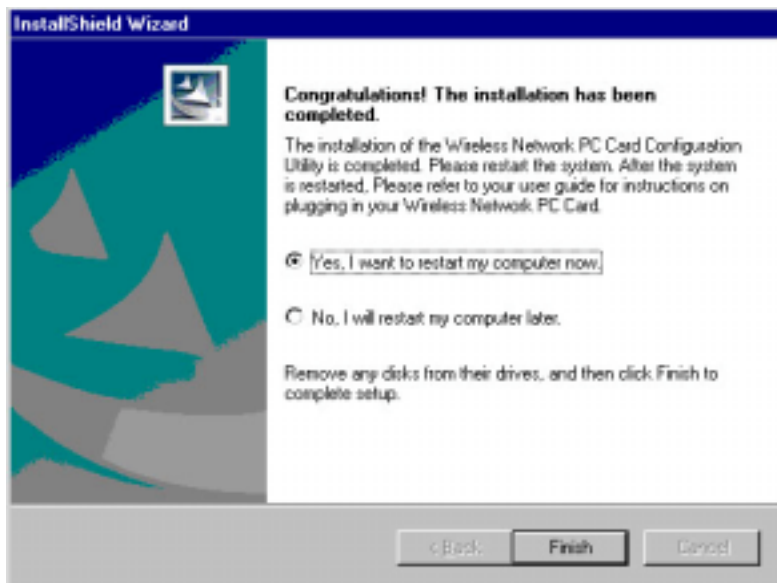 InstallShield Wizard
Congratulations! The installation has been
completed.
The installation of the Wireless Network PC Card Configuration
Utility is completed. Please restart the system. After the system
is restarted, Please refer to your user guide for instructions on
plugging in your Wireless Network PC Card.
Yes, I want to restart my computer now.
No, I will restart my computer later.
Remove any disks from their drives, and then click Finish to
complete setup.
< Back
Finish
Cancel